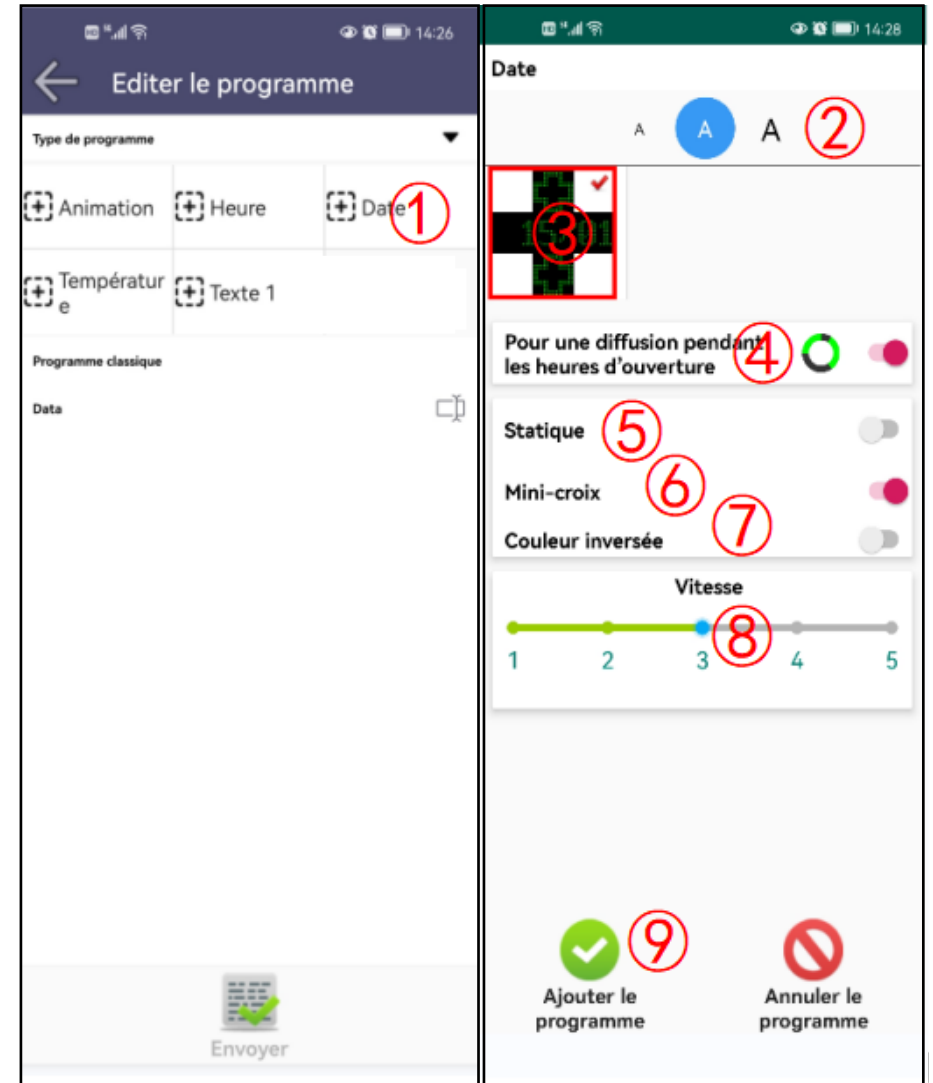 14:26
Editer le programme
Type de programme
Animation
Heure
Date
①
Températur
e
Texte 1
Programme classique
Data
Envoyer
14:28
Date
A A A ②
③
15 01
Pour une diffusion pendant
les heures d'ouverture
④
Statique ⑤
Mini-croix ⑥
Couleur inversée ⑦
Vitesse
⑧
1 2 3 4 5
⑨
Ajouter le
programme
Annuler le
programme